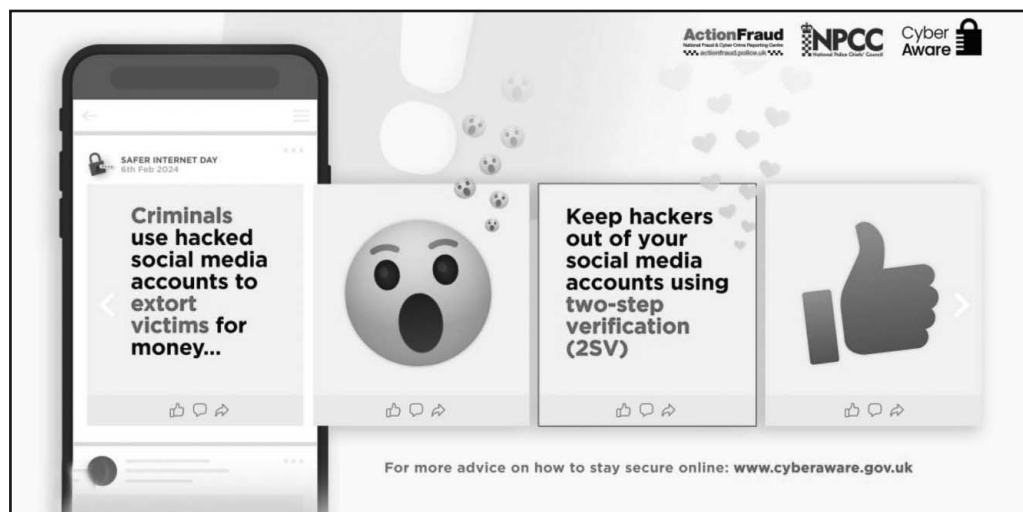 ActionFraud
National Fraud & Cyber Crime Reporting Centre
actionfraud.police.uk
NPCC
National Police Chiefs' Council
Cyber
Aware
SAFER INTERNET DAY
6th Feb 2024
Criminals
use hacked
social media
accounts to
extort
victims for
money...
Keep hackers
out of your
social media
accounts using
two-step
verification
(2SV)
For more advice on how to stay secure online: www.cyberaware.gov.uk